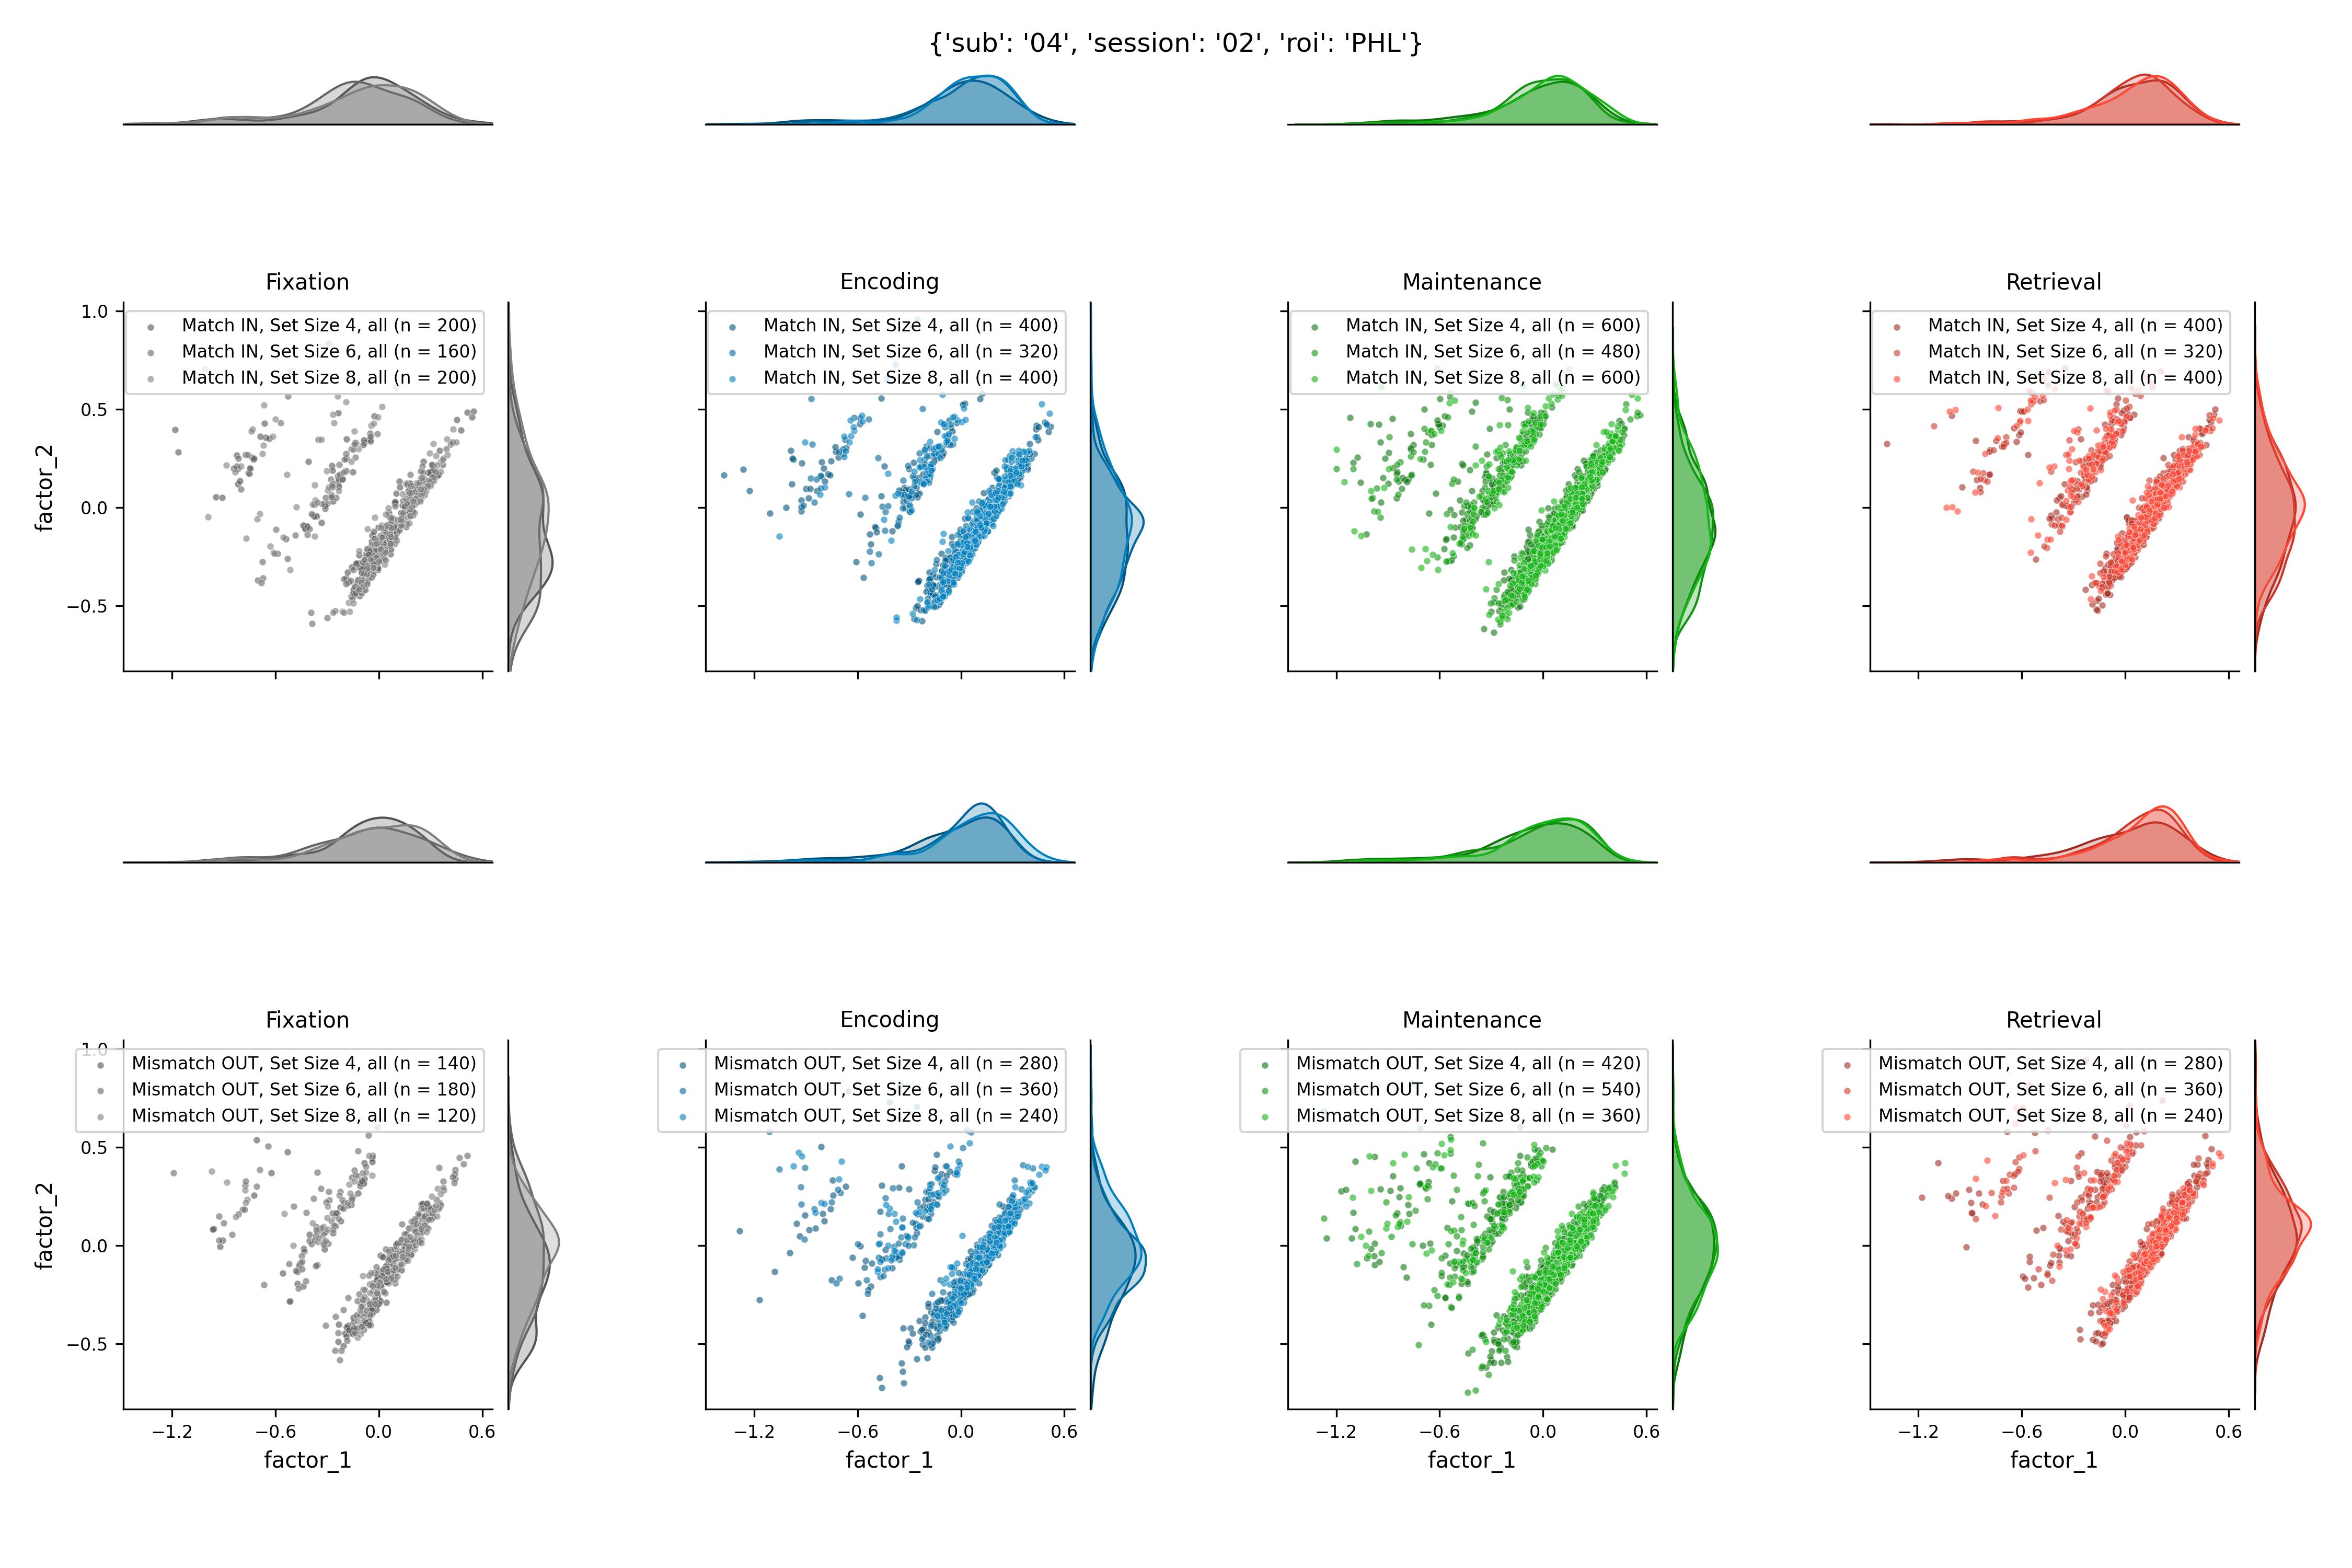 {'sub': '04', 'session': '02', 'roi': 'PHL'}
Fixation
Encoding
Maintenance
Retrieval
1.0
0.5
0.0
−0.5
factor_2
Match IN, Set Size 4, all (n = 200)
Match IN, Set Size 6, all (n = 160)
Match IN, Set Size 8, all (n = 200)
Match IN, Set Size 4, all (n = 400)
Match IN, Set Size 6, all (n = 320)
Match IN, Set Size 8, all (n = 400)
Match IN, Set Size 4, all (n = 600)
Match IN, Set Size 6, all (n = 480)
Match IN, Set Size 8, all (n = 600)
Match IN, Set Size 4, all (n = 400)
Match IN, Set Size 6, all (n = 320)
Match IN, Set Size 8, all (n = 400)
Fixation
Encoding
Maintenance
Retrieval
1.0
0.5
0.0
−0.5
factor_2
Mismatch OUT, Set Size 4, all (n = 140)
Mismatch OUT, Set Size 6, all (n = 180)
Mismatch OUT, Set Size 8, all (n = 120)
Mismatch OUT, Set Size 4, all (n = 280)
Mismatch OUT, Set Size 6, all (n = 360)
Mismatch OUT, Set Size 8, all (n = 240)
Mismatch OUT, Set Size 4, all (n = 420)
Mismatch OUT, Set Size 6, all (n = 540)
Mismatch OUT, Set Size 8, all (n = 360)
Mismatch OUT, Set Size 4, all (n = 280)
Mismatch OUT, Set Size 6, all (n = 360)
Mismatch OUT, Set Size 8, all (n = 240)
−1.2 −0.6 0.0 0.6
−1.2 −0.6 0.0 0.6
−1.2 −0.6 0.0 0.6
−1.2 −0.6 0.0 0.6
factor_1
factor_1
factor_1
factor_1